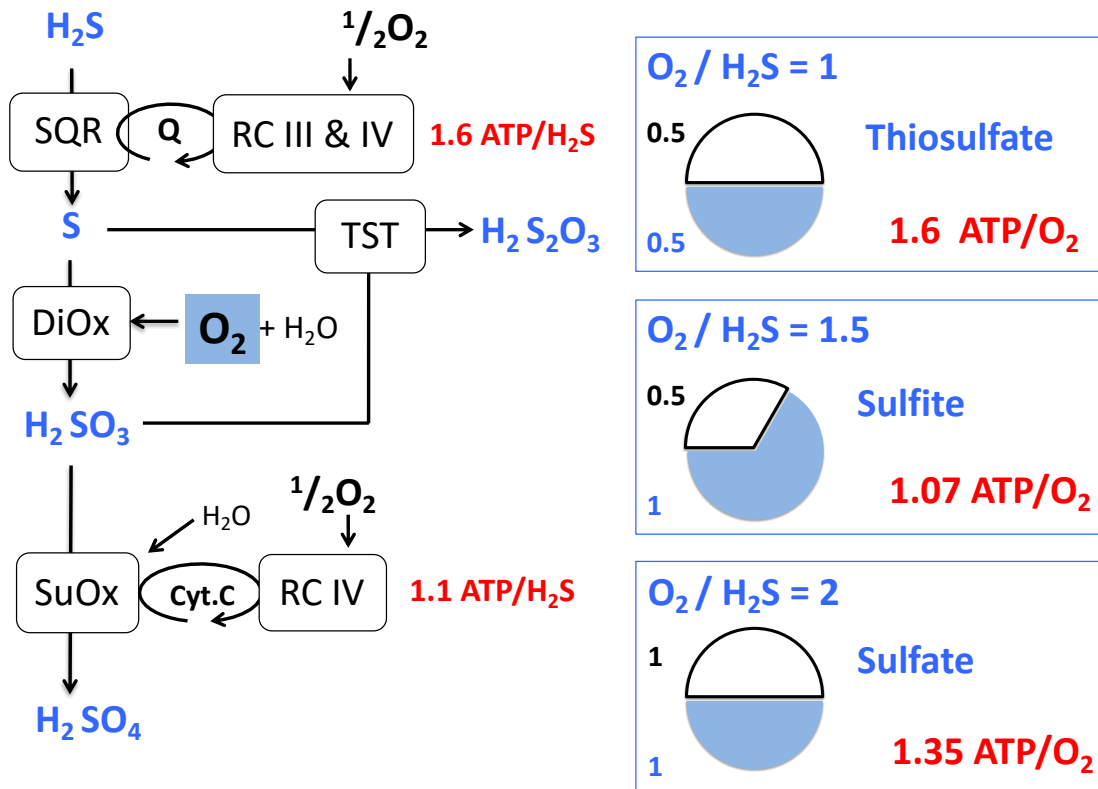 H₂S
¹/₂O₂
SQR
Q
RC III & IV
1.6 ATP/H₂S
S
TST
H₂ S₂O₃
DiOx
O₂ + H₂O
H₂ SO₃
¹/₂O₂
H₂O
SuOx
Cyt.C
RC IV
1.1 ATP/H₂S
H₂ SO₄
O₂ / H₂S = 1
0.5
Thiosulfate
0.5
1.6 ATP/O₂
O₂ / H₂S = 1.5
0.5
Sulfite
1
1.07 ATP/O₂
O₂ / H₂S = 2
1
Sulfate
1
1.35 ATP/O₂